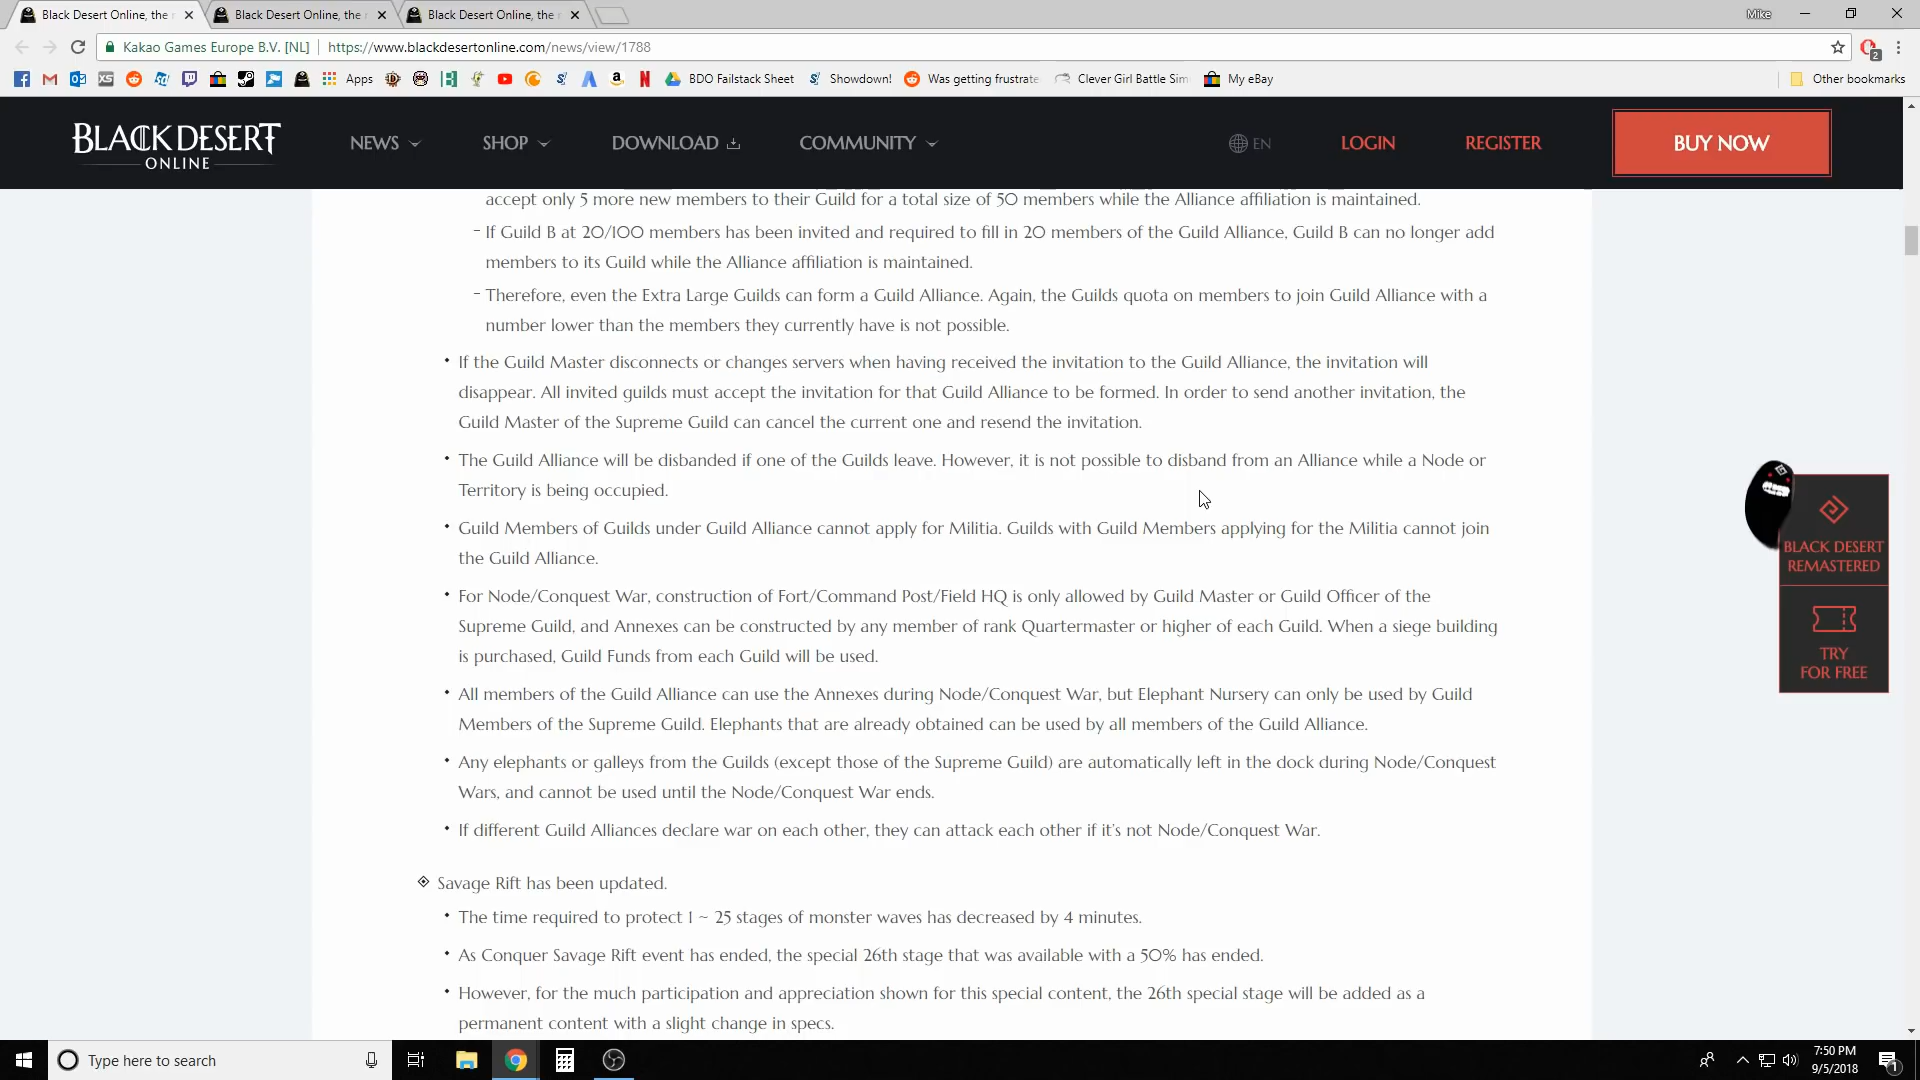 Black Desert Online, the
Black Desert Online, the
Black Desert Online, the
Mike
Kakao Games Europe B.V. [NL]
https://www.blackdesertonline.com/news/view/1788
2
Apps
BDO Failstack Sheet
Showdown!
Was getting frustrate
Clever Girl Battle Sim
My eBay
Other bookmarks
BLACK DESERT
ONLINE
NEWS
SHOP
DOWNLOAD
COMMUNITY
EN
LOGIN
REGISTER
BUY NOW
accept only 5 more new members to their Guild for a total size of 50 members while the Alliance affiliation is maintained.
- If Guild B at 20/100 members has been invited and required to fill in 20 members of the Guild Alliance, Guild B can no longer add
members to its Guild while the Alliance affiliation is maintained.
- Therefore, even the Extra Large Guilds can form a Guild Alliance. Again, the Guilds quota on members to join Guild Alliance with a
number lower than the members they currently have is not possible.
• If the Guild Master disconnects or changes servers when having received the invitation to the Guild Alliance, the invitation will
disappear. All invited guilds must accept the invitation for that Guild Alliance to be formed. In order to send another invitation, the
Guild Master of the Supreme Guild can cancel the current one and resend the invitation.
• The Guild Alliance will be disbanded if one of the Guilds leave. However, it is not possible to disband from an Alliance while a Node or
Territory is being occupied.
• Guild Members of Guilds under Guild Alliance cannot apply for Militia. Guilds with Guild Members applying for the Militia cannot join
the Guild Alliance.
• For Node/Conquest War, construction of Fort/Command Post/Field HQ is only allowed by Guild Master or Guild Officer of the
Supreme Guild, and Annexes can be constructed by any member of rank Quartermaster or higher of each Guild. When a siege building
is purchased, Guild Funds from each Guild will be used.
• All members of the Guild Alliance can use the Annexes during Node/Conquest War, but Elephant Nursery can only be used by Guild
Members of the Supreme Guild. Elephants that are already obtained can be used by all members of the Guild Alliance.
• Any elephants or galleys from the Guilds (except those of the Supreme Guild) are automatically left in the dock during Node/Conquest
Wars, and cannot be used until the Node/Conquest War ends.
• If different Guild Alliances declare war on each other, they can attack each other if it's not Node/Conquest War.
Savage Rift has been updated.
• The time required to protect 1 ~ 25 stages of monster waves has decreased by 4 minutes.
• As Conquer Savage Rift event has ended, the special 26th stage that was available with a 50% has ended.
• However, for the much participation and appreciation shown for this special content, the 26th special stage will be added as a
permanent content with a slight change in specs.
BLACK DESERT
REMASTERED
TRY
FOR FREE
Type here to search
7:50 PM
9/5/2018
1